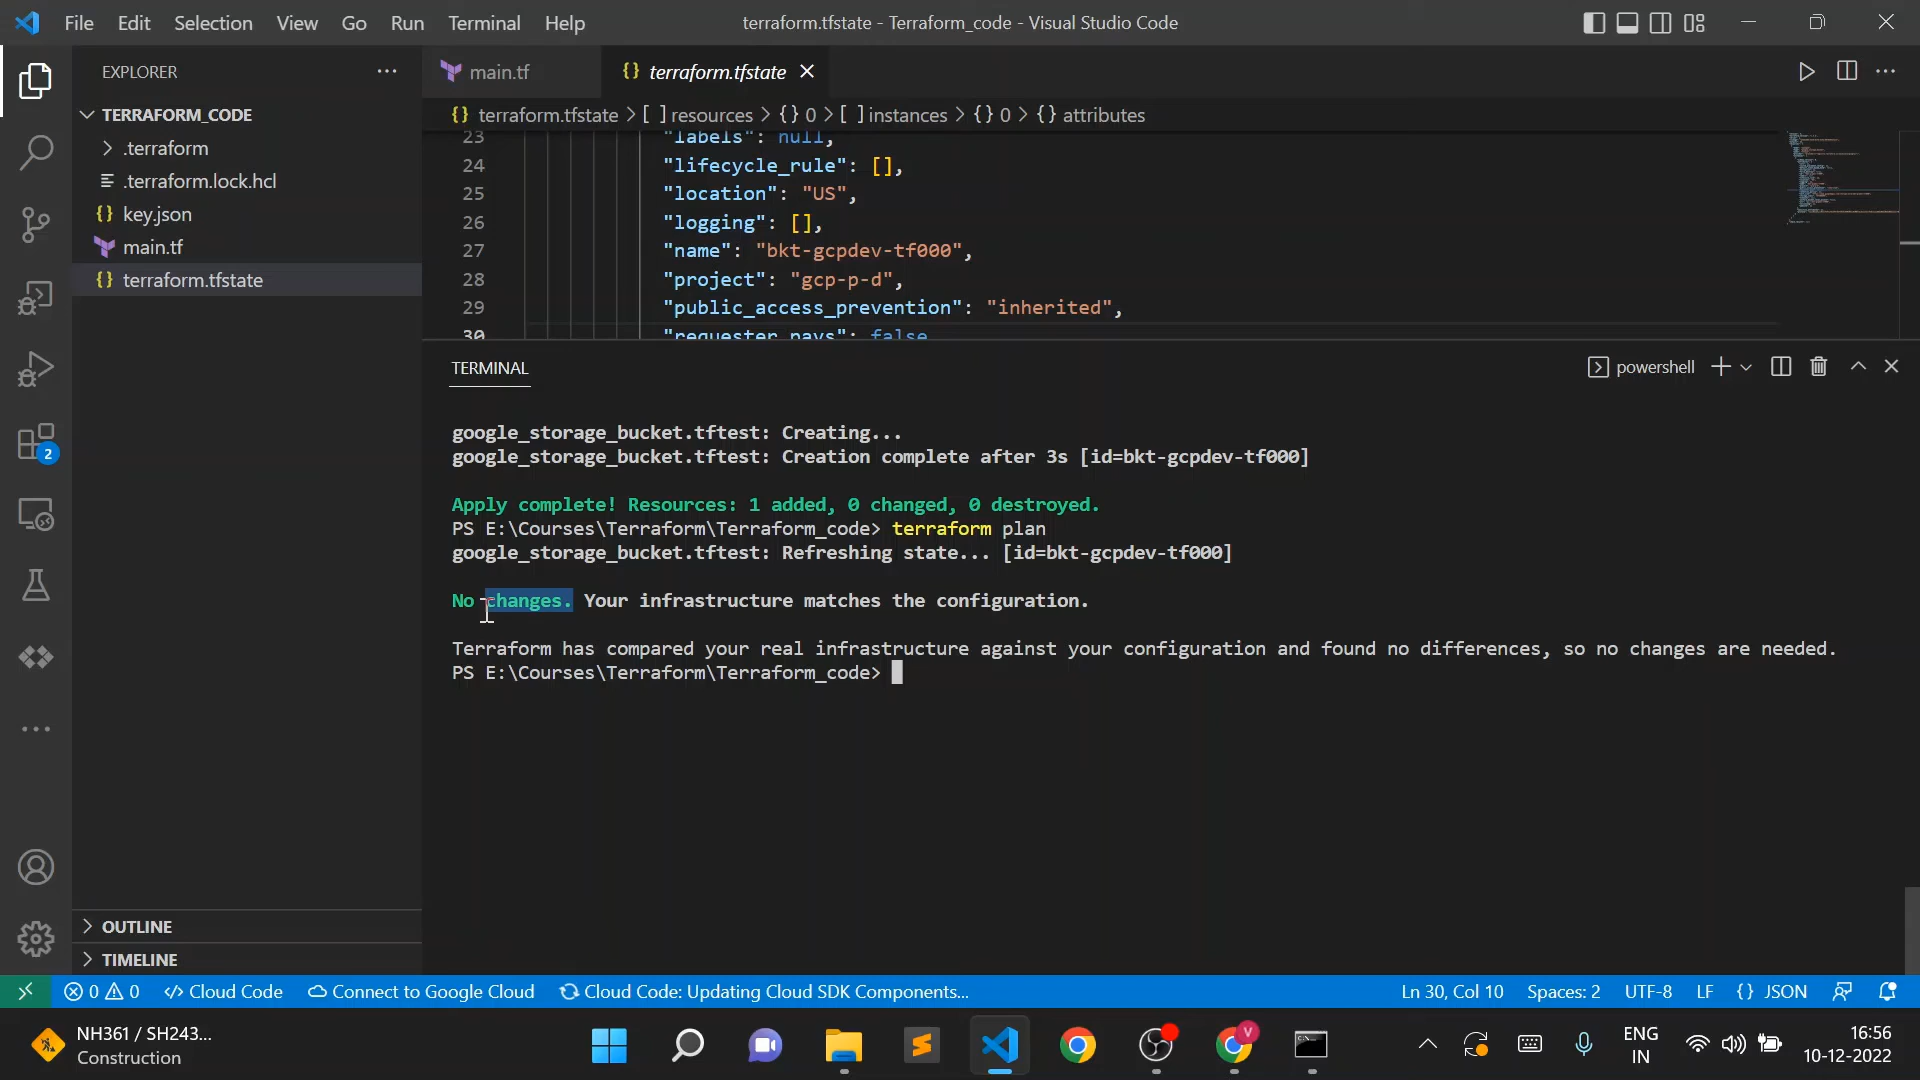 File Edit Selection View Go Run Terminal Help
terraform.tfstate - Terraform_code - Visual Studio Code
EXPLORER
TERRAFORM_CODE
.terraform
.terraform.lock.hcl
key.json
main.tf
terraform.tfstate
OUTLINE
TIMELINE
2
main.tf
{} terraform.tfstate
{} terraform.tfstate > [ ] resources > {} 0 > [ ] instances > {} 0 > {} attributes
23 "labels": null,
24 "lifecycle_rule": [],
25 "location": "US",
26 "logging": [],
27 "name": "bkt-gcpdev-tf000",
28 "project": "gcp-p-d",
29 "public_access_prevention": "inherited",
30 "requester_pays": false
TERMINAL
powershell
google_storage_bucket.tftest: Creating...
google_storage_bucket.tftest: Creation complete after 3s [id=bkt-gcpdev-tf000]
Apply complete! Resources: 1 added, 0 changed, 0 destroyed.
PS E:\Courses\Terraform\Terraform_code> terraform plan
google_storage_bucket.tftest: Refreshing state... [id=bkt-gcpdev-tf000]
No changes. Your infrastructure matches the configuration.
Terraform has compared your real infrastructure against your configuration and found no differences, so no changes are needed.
PS E:\Courses\Terraform\Terraform_code>
0 0 Cloud Code Connect to Google Cloud Cloud Code: Updating Cloud SDK Components... Ln 30, Col 10 Spaces: 2 UTF-8 LF {} JSON
NH361 / SH243...
Construction
V
ENG
IN
16:56
10-12-2022